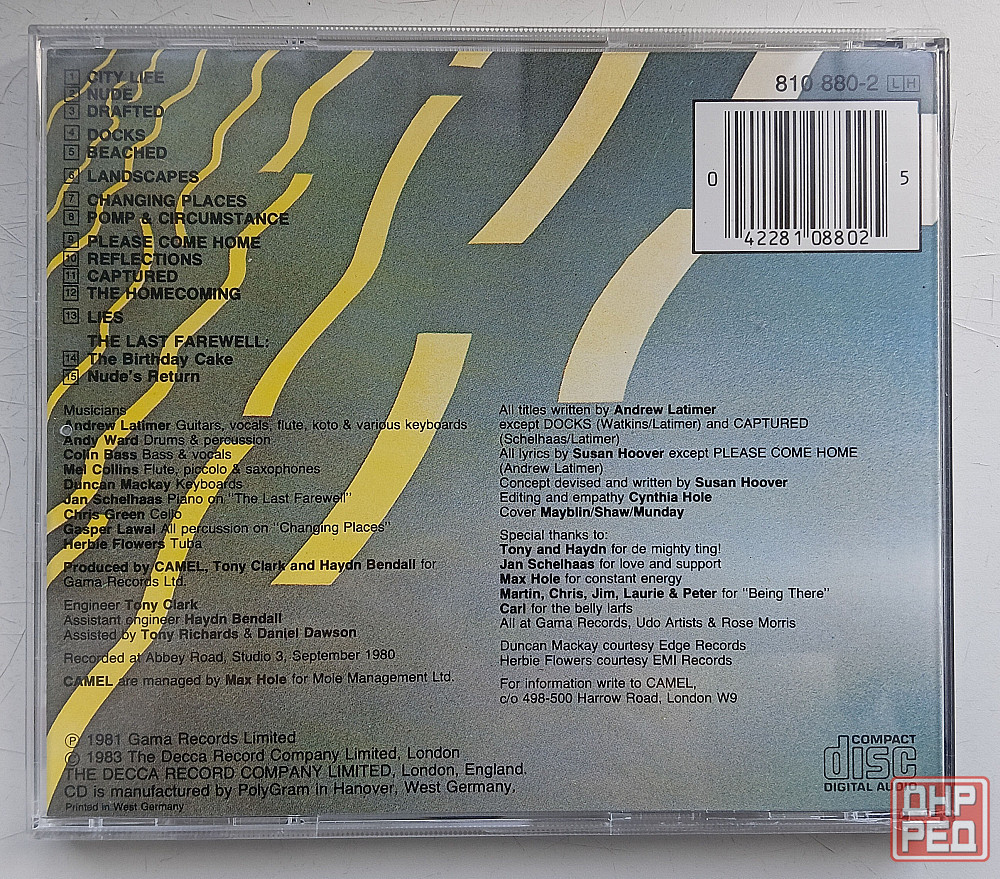 1 CITY LIFE
2 NUDE
3 DRAFTED
4 DOCKS
5 BEACHED
6 LANDSCAPES
7 CHANGING PLACES
8 POMP & CIRCUMSTANCE
9 PLEASE COME HOME
10 REFLECTIONS
11 CAPTURED
12 THE HOMECOMING
13 LIES
THE LAST FAREWELL:
14 The Birthday Cake
15 Nude's Return
810 880-2 LH
0 42281 08802 5
Musicians
Andrew Latimer Guitars, vocals, flute, koto & various keyboards
Andy Ward Drums & percussion
Colin Bass Bass & vocals
Mel Collins Flute, piccolo & saxophones
Duncan Mackay Keyboards
Jan Schelhaas Piano on "The Last Farewell"
Chris Green Cello
Gasper Lawal All percussion on "Changing Places"
Herbie Flowers Tuba
Produced by CAMEL, Tony Clark and Haydn Bendall for
Gama Records Ltd.
Engineer Tony Clark
Assistant engineer Haydn Bendall
Assisted by Tony Richards & Daniel Dawson
Recorded at Abbey Road, Studio 3, September 1980
CAMEL are managed by Max Hole for Mole Management Ltd.
All titles written by Andrew Latimer
except DOCKS (Watkins/Latimer) and CAPTURED
(Schelhaas/Latimer)
All lyrics by Susan Hoover except PLEASE COME HOME
(Andrew Latimer)
Concept devised and written by Susan Hoover
Editing and empathy Cynthia Hole
Cover Mayblin/Shaw/Munday
Special thanks to:
Tony and Haydn for de mighty ting!
Jan Schelhaas for love and support
Max Hole for constant energy
Martin, Chris, Jim, Laurie & Peter for "Being There"
Carl for the belly larfs
All at Gama Records, Udo Artists & Rose Morris
Duncan Mackay courtesy Edge Records
Herbie Flowers courtesy EMI Records
For information write to CAMEL,
c/o 498-500 Harrow Road, London W9
℗ 1981 Gama Records Limited
© 1983 The Decca Record Company Limited, London
THE DECCA RECORD COMPANY LIMITED, London, England.
CD is manufactured by PolyGram in Hanover, West Germany.
Printed in West Germany
COMPACT
disc
DIGITAL AUDIO
ДНР
РЕД